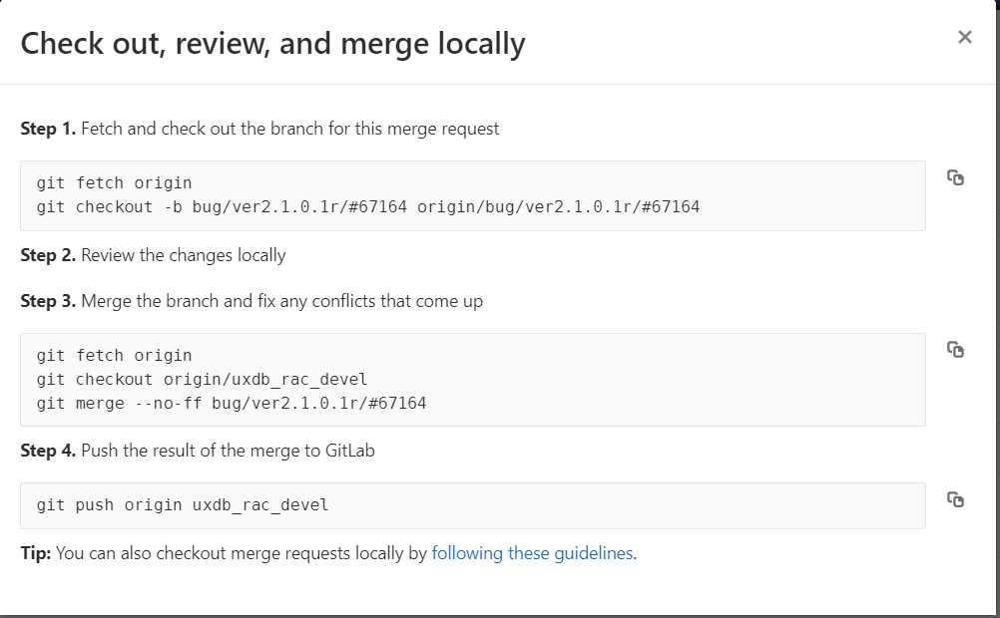 Check out, review, and merge locally
Step 1. Fetch and check out the branch for this merge request
git fetch origin
git checkout -b bug/ver2.1.0.1r/#67164 origin/bug/ver2.1.0.1r/#67164
Step 2. Review the changes locally
Step 3. Merge the branch and fix any conflicts that come up
git fetch origin
git checkout origin/uxdb_rac_devel
git merge --no-ff bug/ver2.1.0.1r/#67164
Step 4. Push the result of the merge to GitLab
git push origin uxdb_rac_devel
Tip: You can also checkout merge requests locally by following these guidelines.